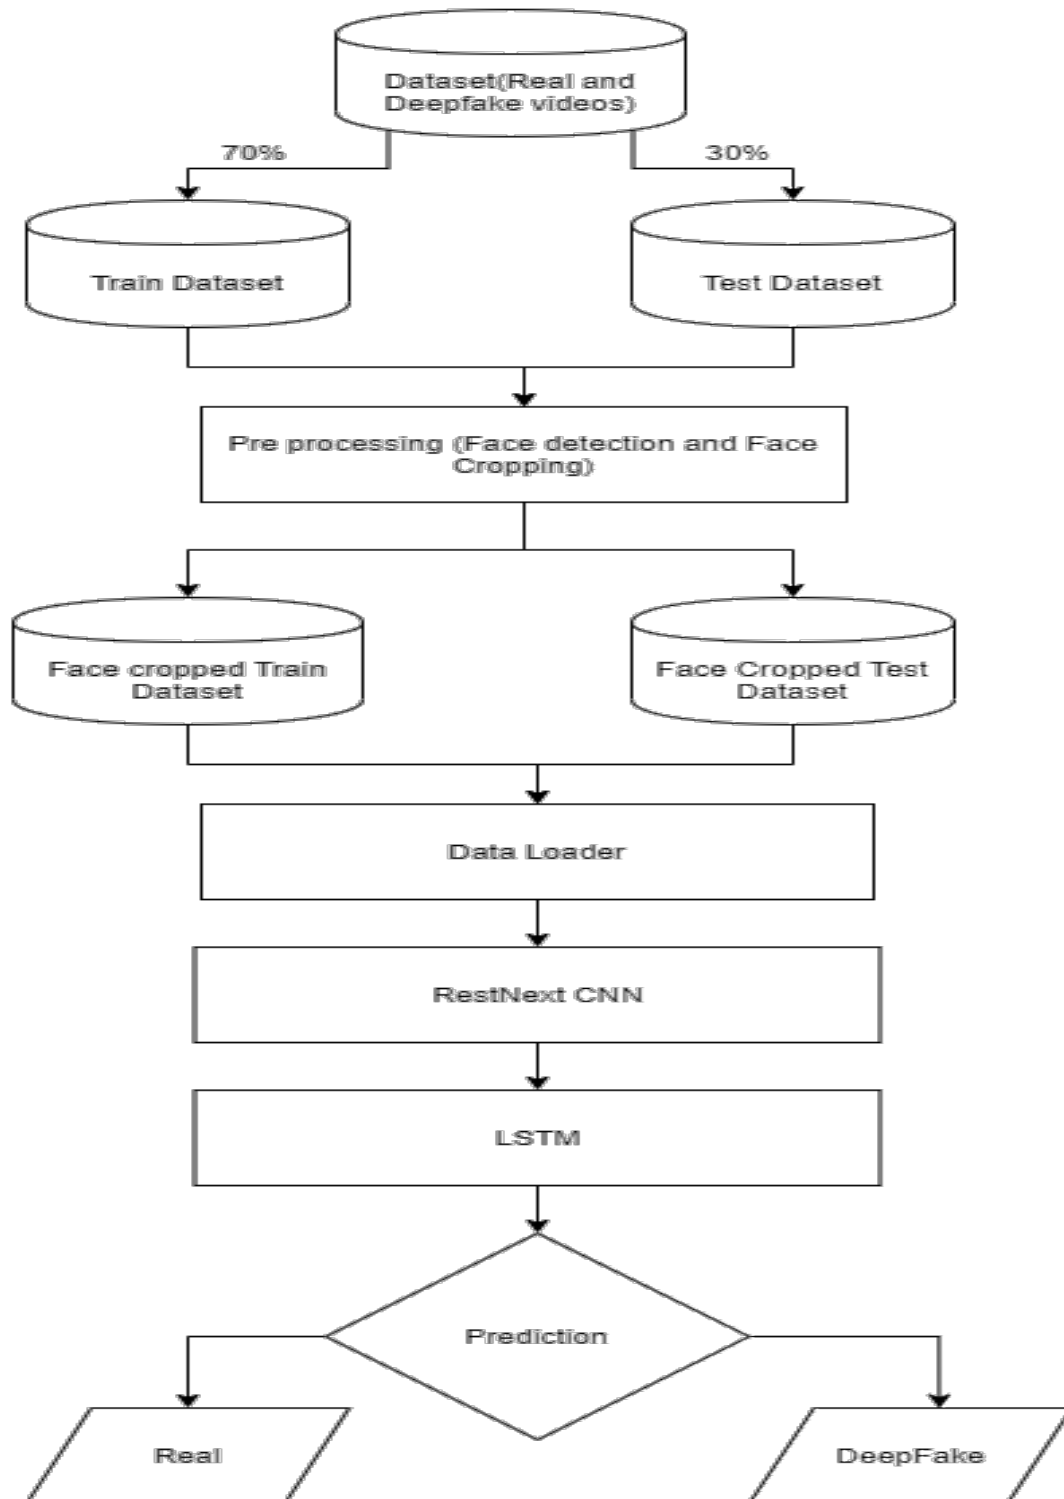 Dataset(Real and
Deepfake videos)
70%
30%
Train Dataset
Test Dataset
Pre processing (Face detection and Face
Cropping)
Face cropped Train
Dataset
Face Cropped Test
Dataset
Data Loader
RestNext CNN
LSTM
Prediction
Real
DeepFake